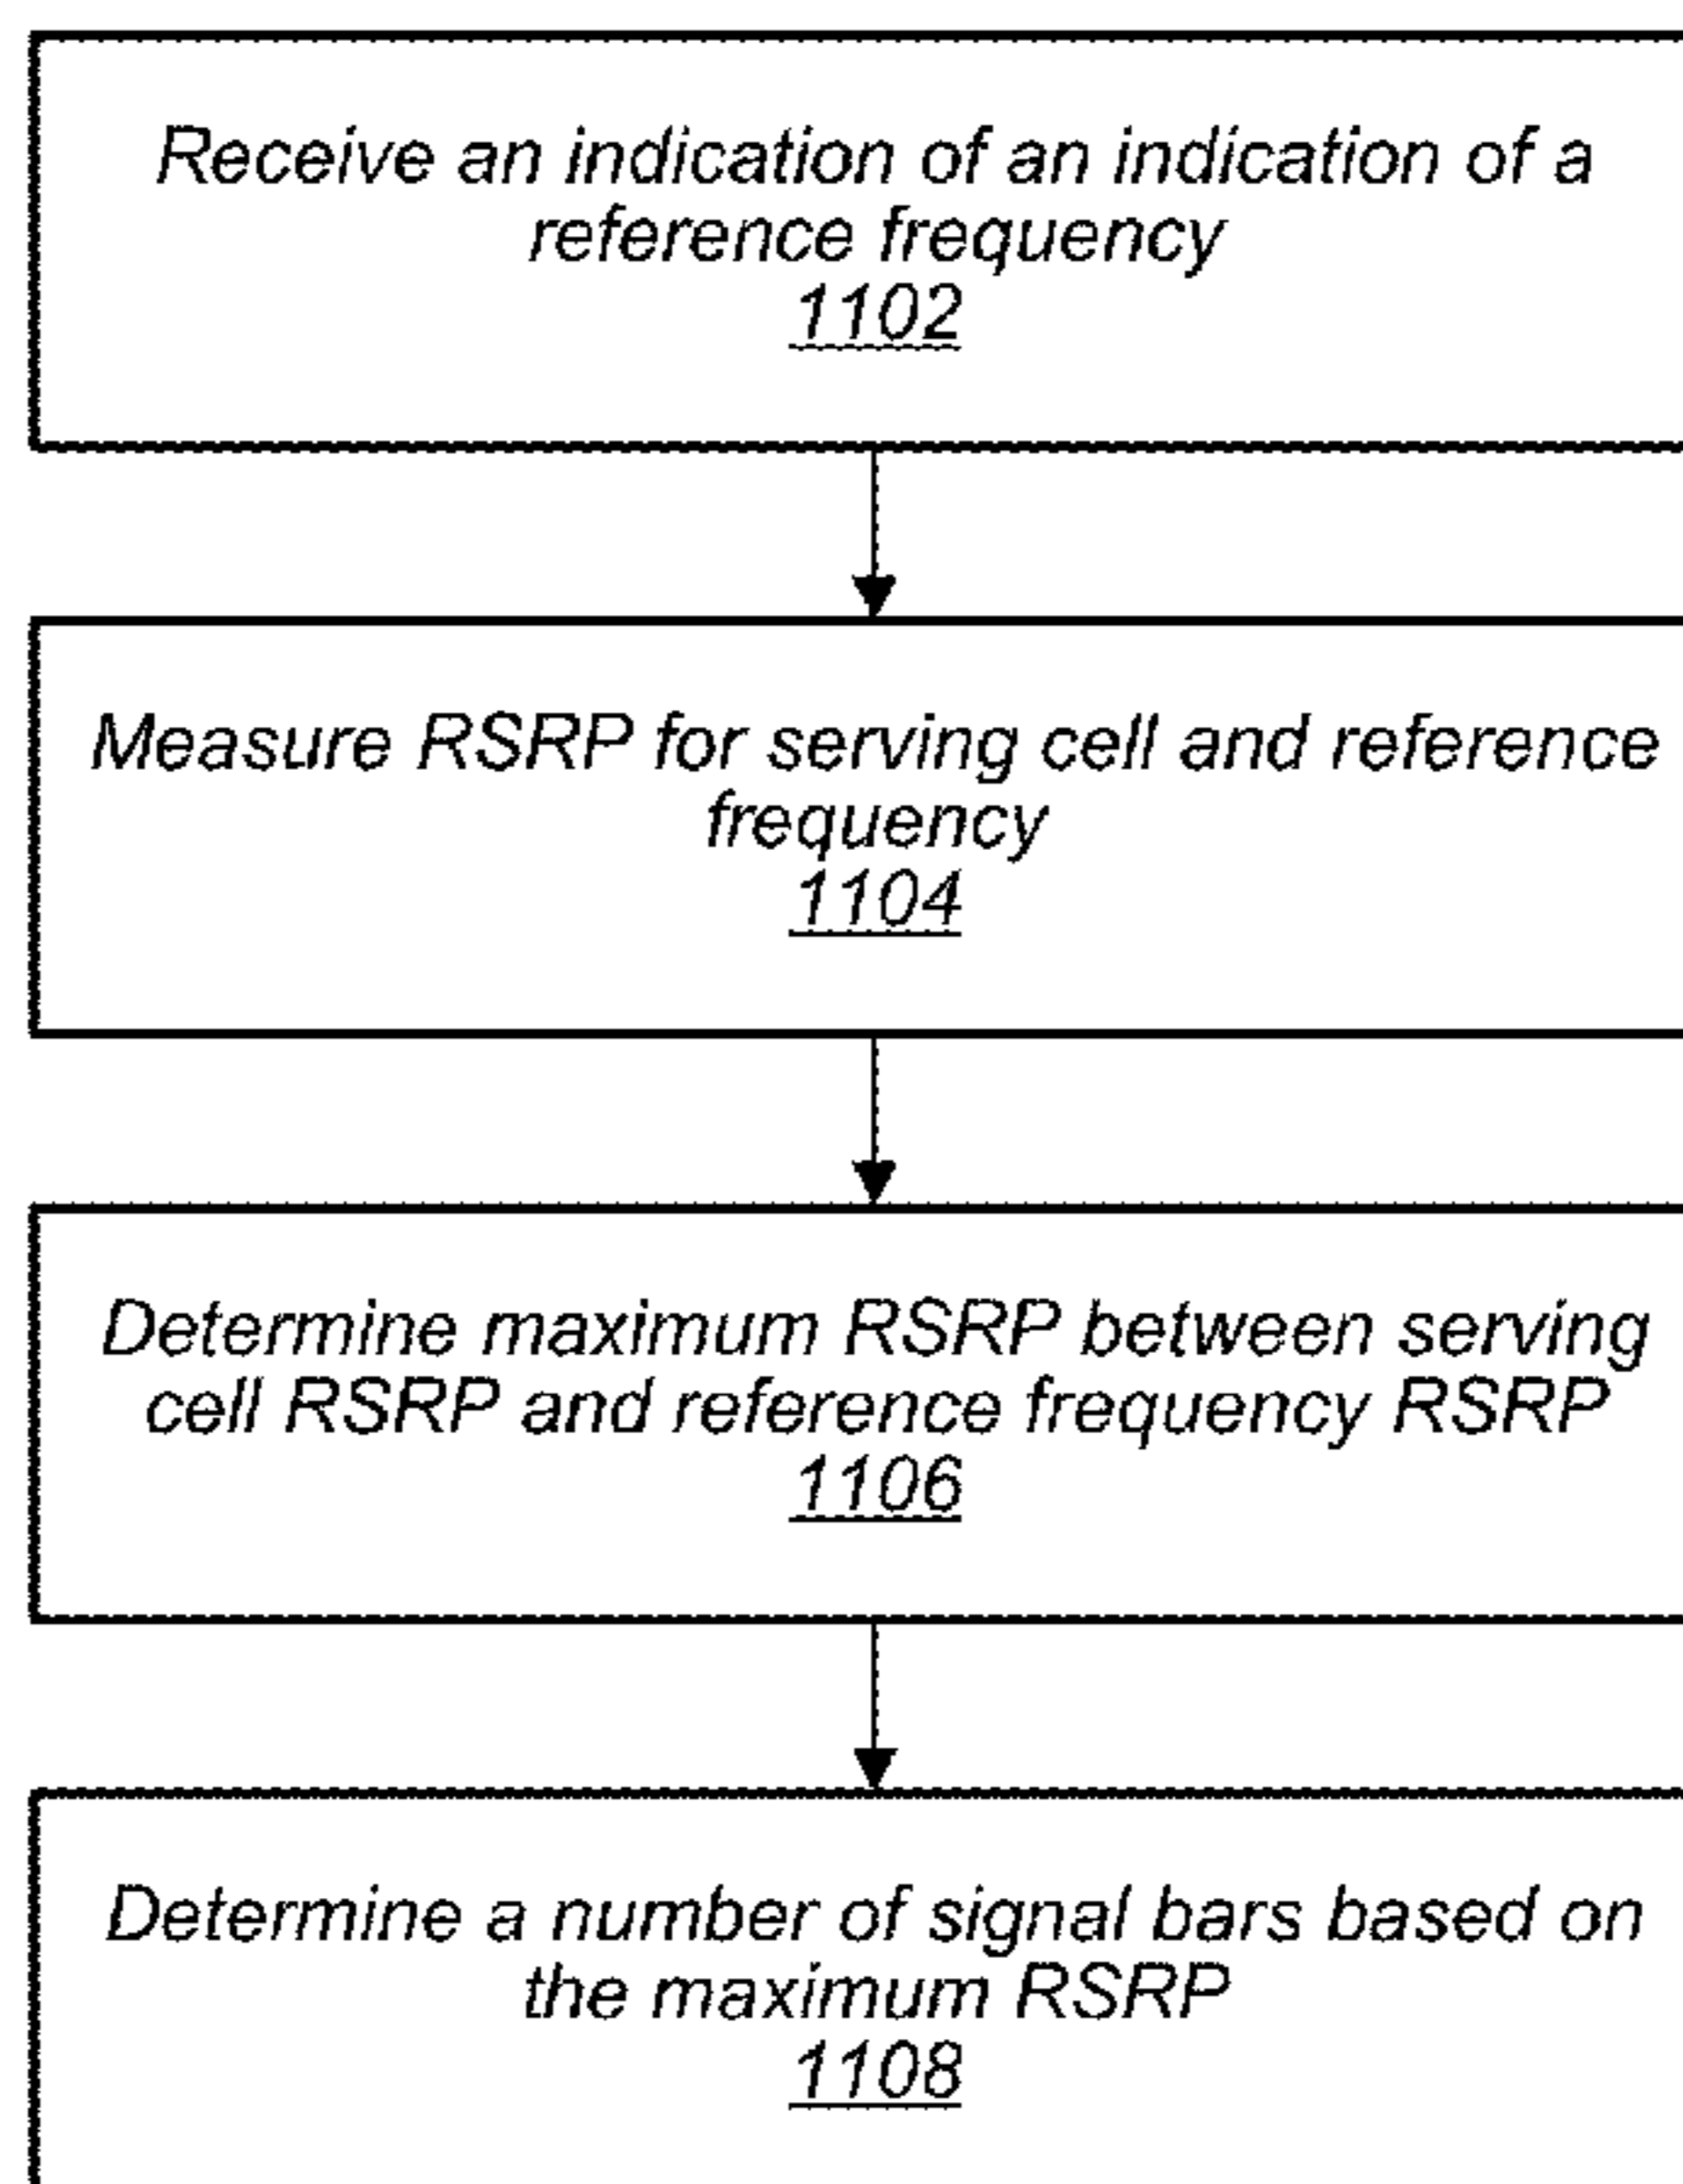 Receive an indication of an indication of a
reference frequency
1102
Measure RSRP for serving cell and reference
frequency
1104
Determine maximum RSRP between serving
cell RSRP and reference frequency RSRP
1106
Determine a number of signal bars based on
the maximum RSRP
1108